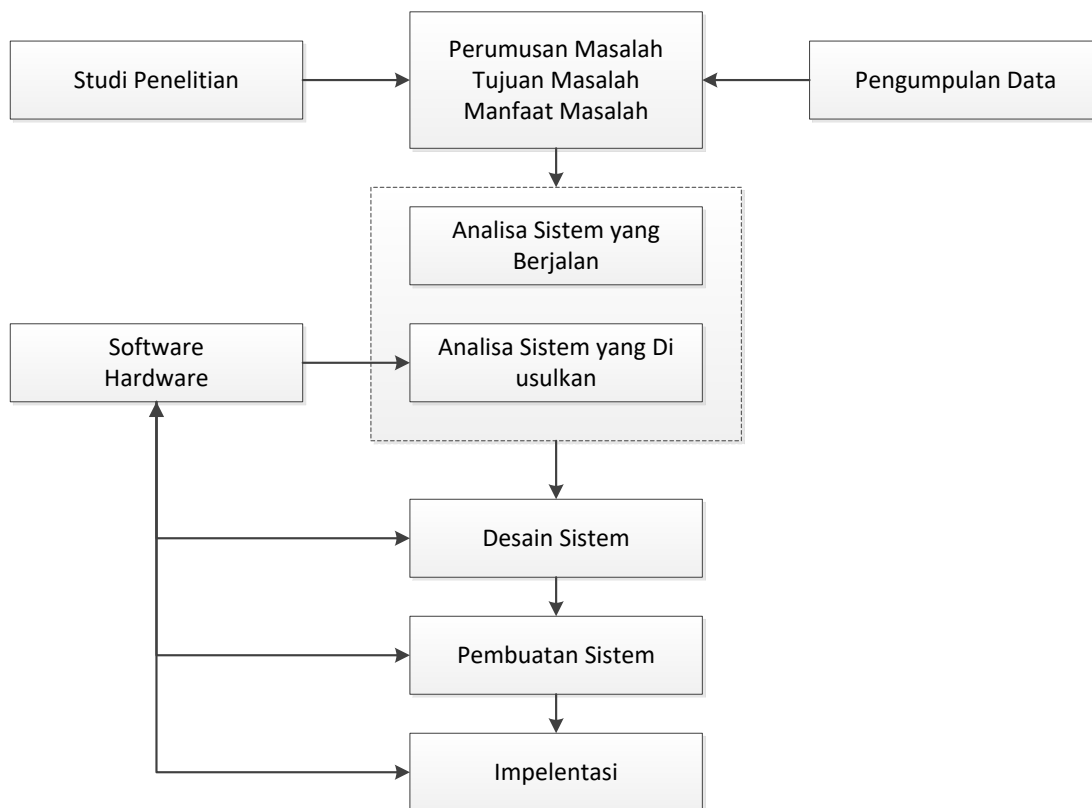 Studi Penelitian
Perumusan Masalah
Tujuan Masalah
Manfaat Masalah
Pengumpulan Data
Analisa Sistem yang
Berjalan
Software
Hardware
Analisa Sistem yang Di
usulkan
Desain Sistem
Pembuatan Sistem
Impelentasi